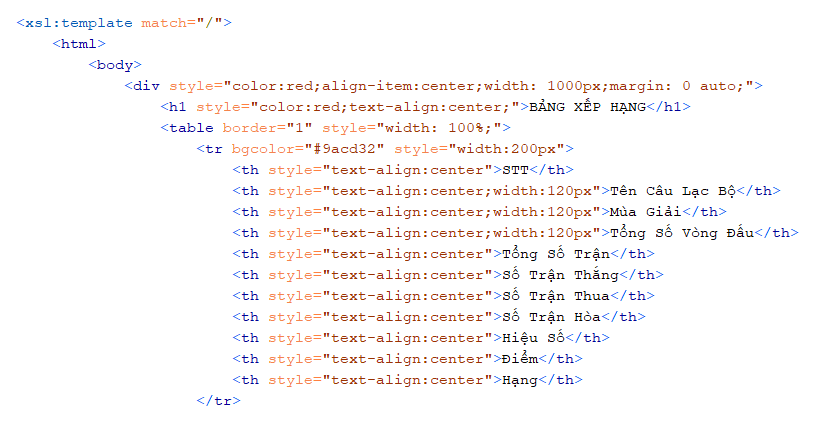 <xsl:template match="/">
<html>
<body>
<div style="color:red;align-item:center;width: 1000px;margin: 0 auto;">
<h1 style="color:red;text-align:center;">BẢNG XẾP HẠNG</h1>
<table border="1" style="width: 100%;">
<tr bgcolor="#9acd32" style="width:200px">
<th style="text-align:center">STT</th>
<th style="text-align:center;width:120px">Tên Câu Lạc Bộ</th>
<th style="text-align:center;width:120px">Mùa Giải</th>
<th style="text-align:center;width:120px">Tổng Số Vòng Đấu</th>
<th style="text-align:center">Tổng Số Trận</th>
<th style="text-align:center">Số Trận Thắng</th>
<th style="text-align:center">Số Trận Thua</th>
<th style="text-align:center">Số Trận Hòa</th>
<th style="text-align:center">Hiệu Số</th>
<th style="text-align:center">Điểm</th>
<th style="text-align:center">Hạng</th>
</tr>